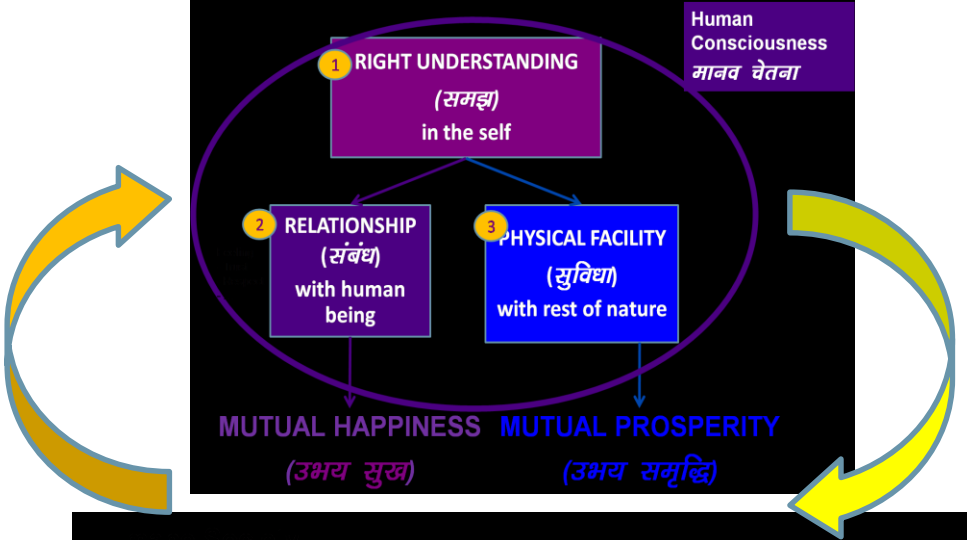 Human
Consciousness
मानव चेतना
1
RIGHT UNDERSTANDING
(समझ)
in the self
2
RELATIONSHIP
(संबंध)
with human
being
3
PHYSICAL FACILITY
(सुविधा)
with rest of nature
MUTUAL HAPPINESS
(उभय सुख)
MUTUAL PROSPERITY
(उभय समृद्धि)